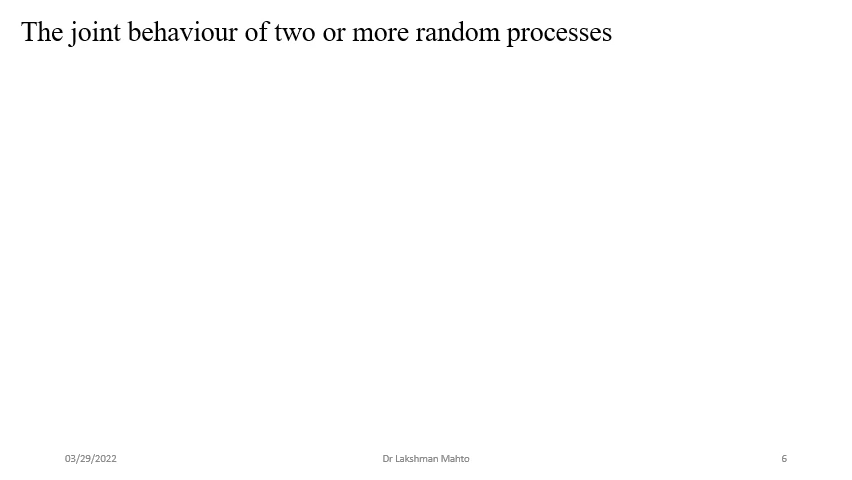 The joint behaviour of two or more random processes
03/29/2022
Dr Lakshman Mahto
6